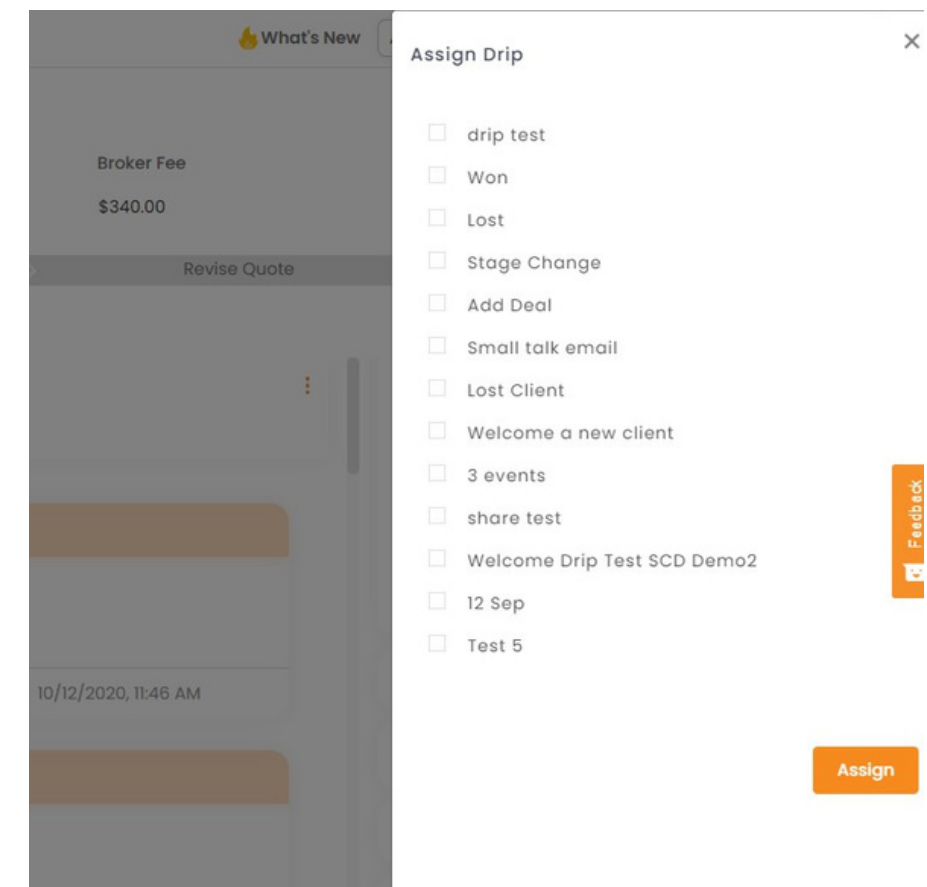 What's New
Assign Drip
Broker Fee
$340.00
Revise Quote
10/12/2020, 11:46 AM
drip test
Won
Lost
Stage Change
Add Deal
Small talk email
Lost Client
Welcome a new client
3 events
share test
Welcome Drip Test SCD Demo2
12 Sep
Test 5
Feedback
Assign